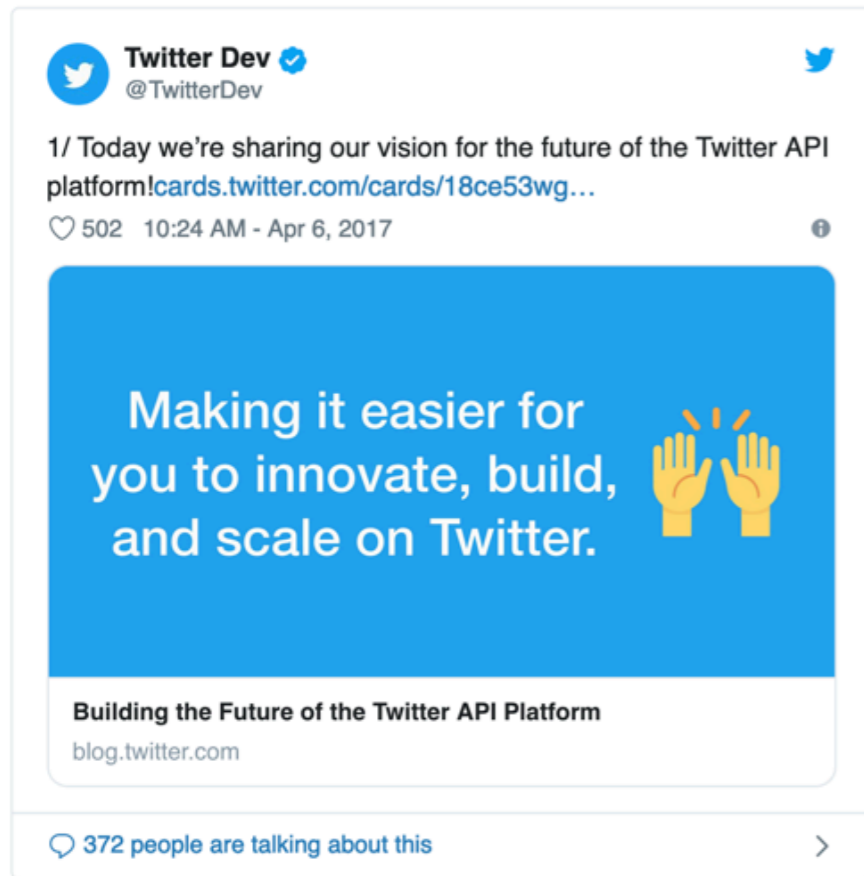 Twitter Dev
@TwitterDev
1/ Today we’re sharing our vision for the future of the Twitter API
platform!cards.twitter.com/cards/18ce53wg…
502 10:24 AM - Apr 6, 2017
Making it easier for
you to innovate, build,
and scale on Twitter.
Building the Future of the Twitter API Platform
blog.twitter.com
372 people are talking about this